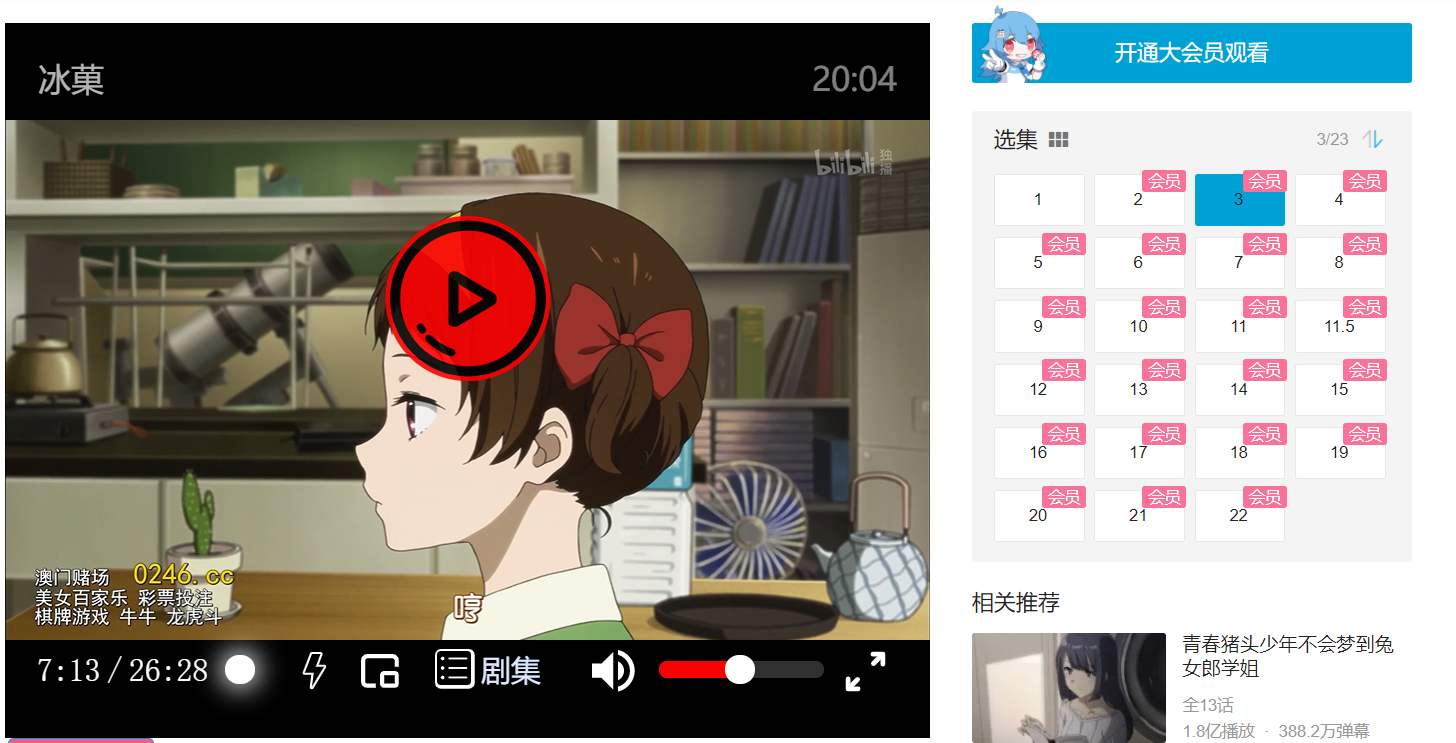 冰菓
20:04
bilibili 独播
澳门赌场 0246.cc
美女百家乐 彩票投注
棋牌游戏 牛牛 龙虎斗
哼
7:13 / 26:28
剧集
开通大会员观看
选集
3/23
1
2 会员
3 会员
4 会员
5 会员
6 会员
7 会员
8 会员
9 会员
10 会员
11 会员
11.5 会员
12 会员
13 会员
14 会员
15 会员
16 会员
17 会员
18 会员
19 会员
20 会员
21 会员
22 会员
相关推荐
青春猪头少年不会梦到兔
女郎学姐
全13话
1.8亿播放 · 388.2万弹幕